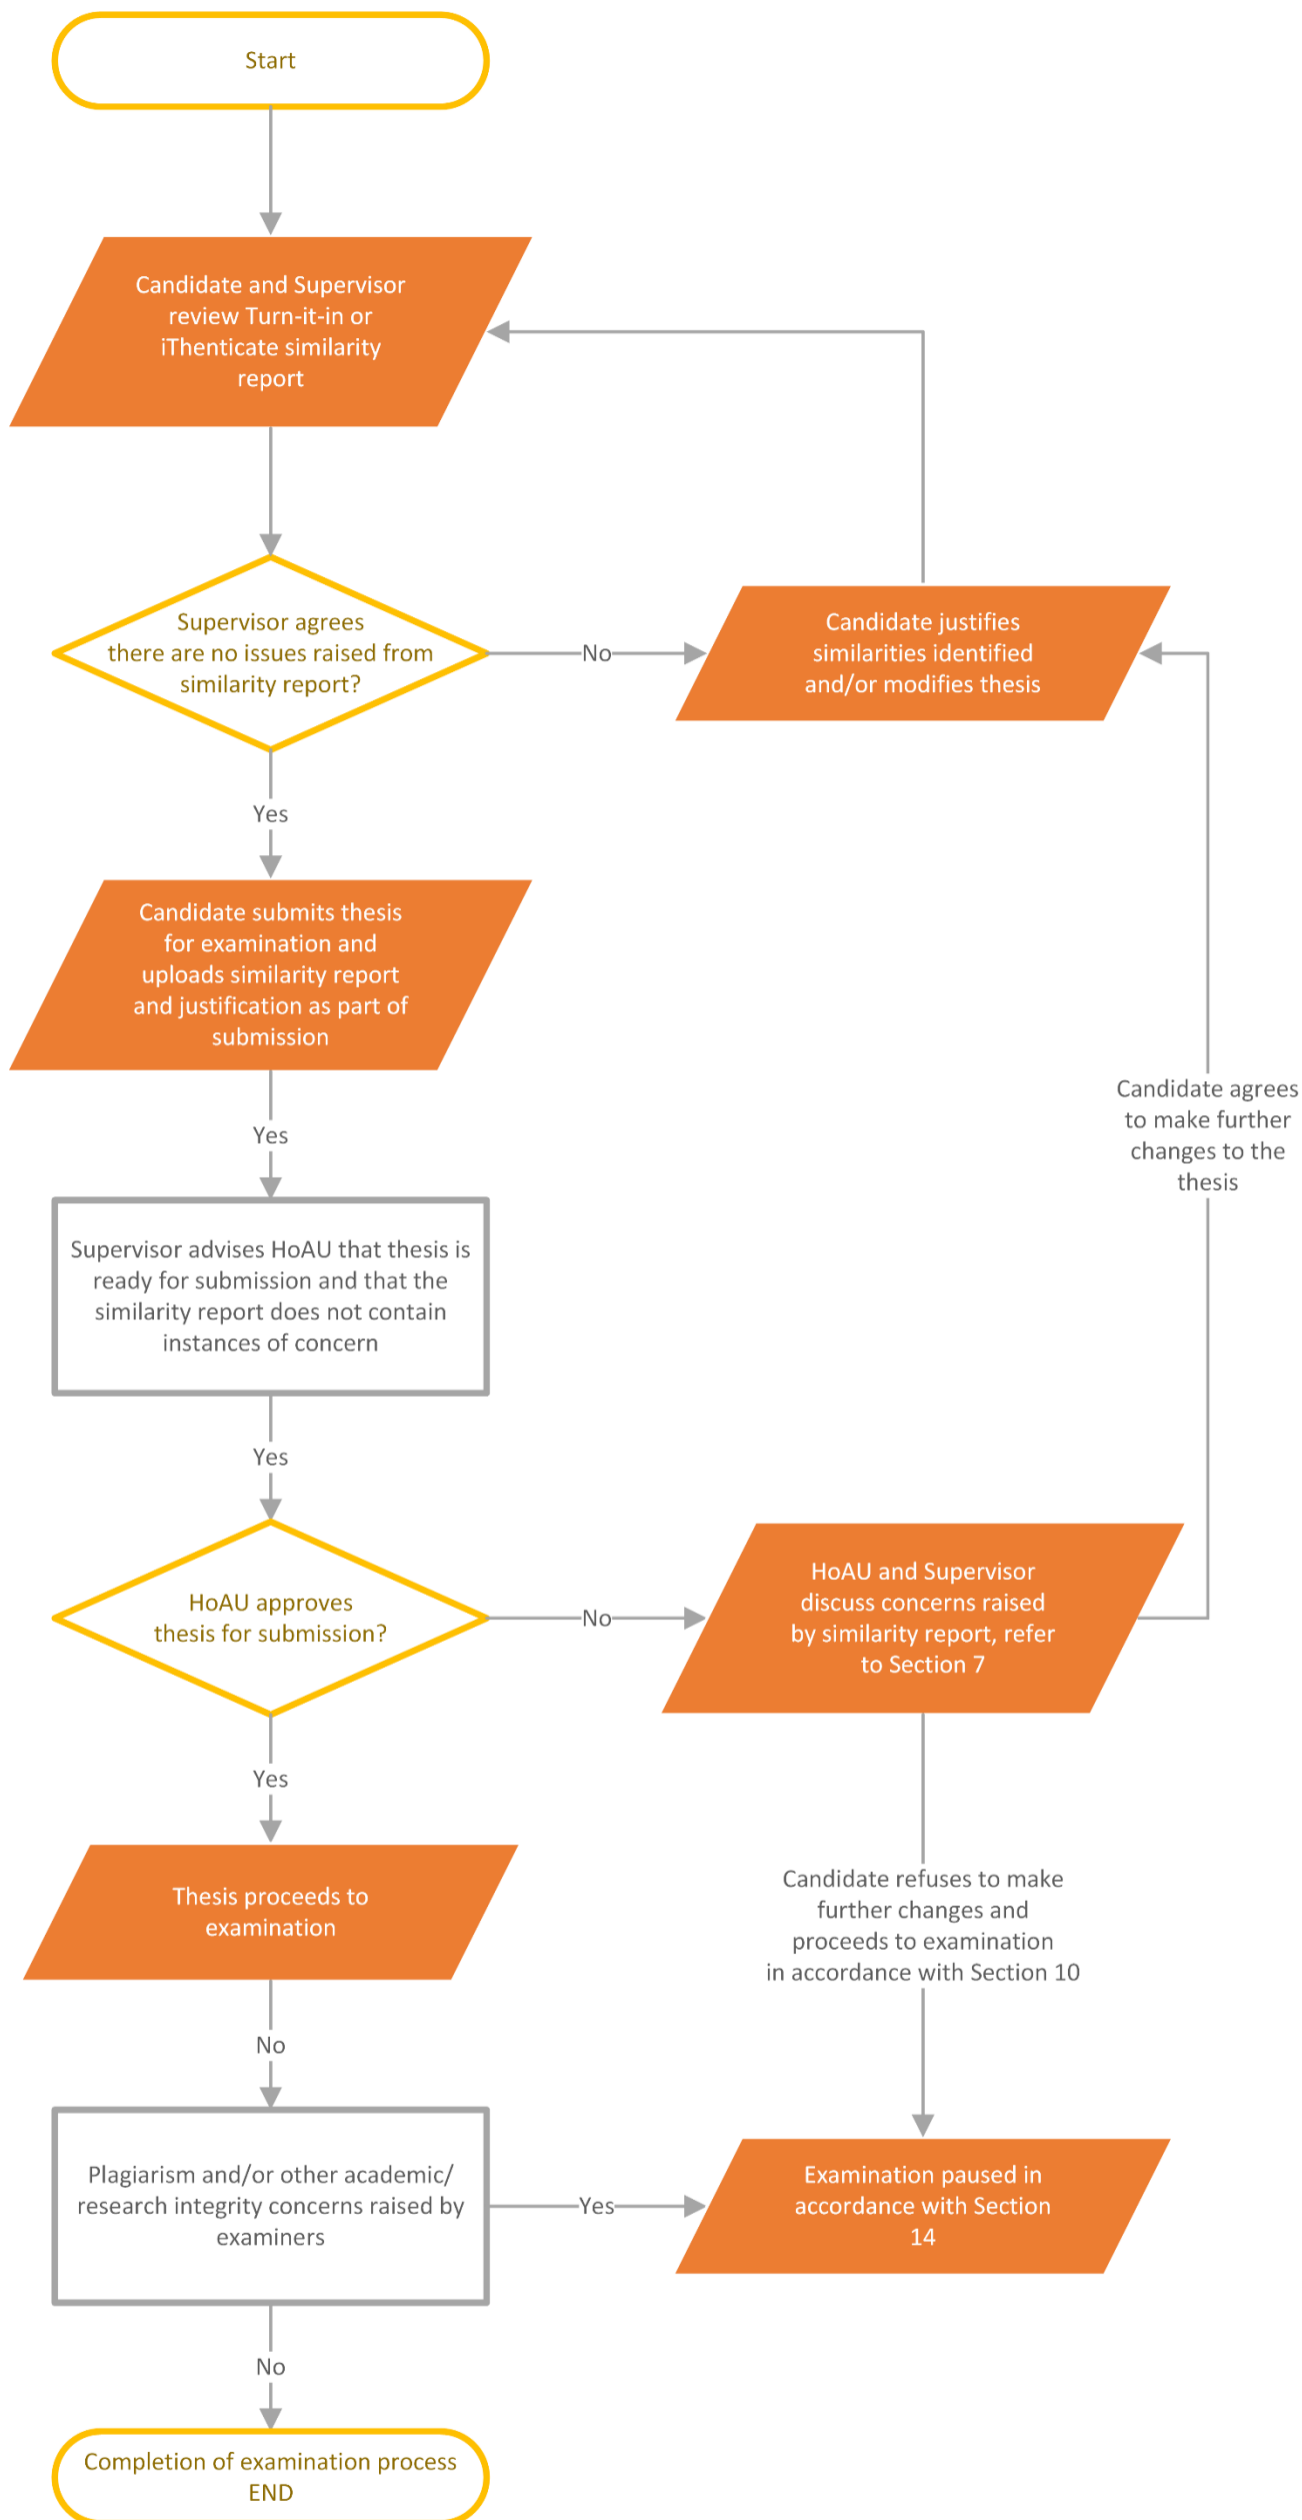 Start
Candidate and Supervisor
review Turn-it-in or
iThenticate similarity
report
Supervisor agrees
there are no issues raised from
similarity report?
No
Candidate justifies
similarities identified
and/or modifies thesis
Yes
Candidate submits thesis
for examination and
uploads similarity report
and justification as part of
submission
Candidate agrees
to make further
changes to the
thesis
Yes
Supervisor advises HoAU that thesis is
ready for submission and that the
similarity report does not contain
instances of concern
Yes
HoAU approves
thesis for submission?
No
HoAU and Supervisor
discuss concerns raised
by similarity report, refer
to Section 7
Yes
Thesis proceeds to
examination
Candidate refuses to make
further changes and
proceeds to examination
in accordance with Section 10
No
Plagiarism and/or other academic/
research integrity concerns raised by
examiners
Yes
Examination paused in
accordance with Section
14
No
Completion of examination process
END